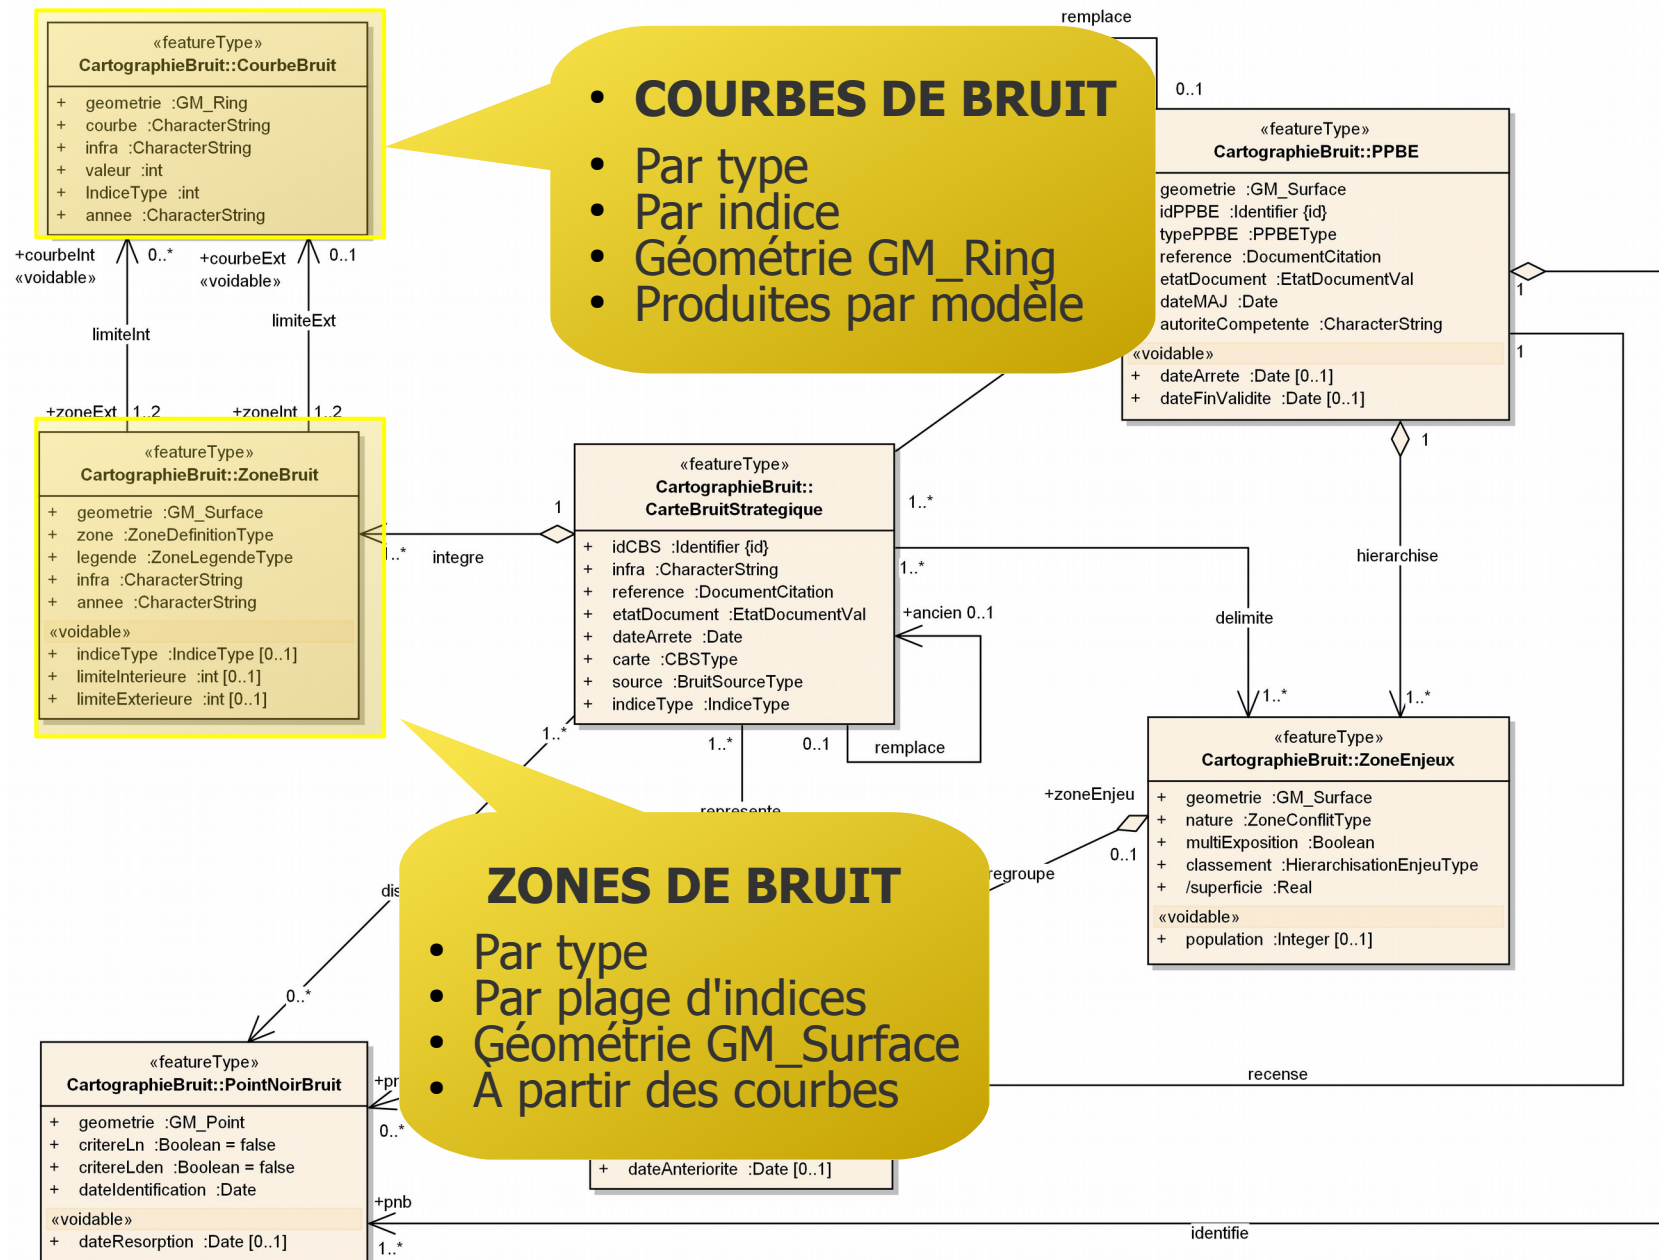 remplace
0..1
«featureType»
CartographieBruit::CourbeBruit
+ geometrie :GM_Ring
+ courbe :CharacterString
+ infra :CharacterString
+ valeur :int
+ IndiceType :int
+ annee :CharacterString
• COURBES DE BRUIT
• Par type
• Par indice
• Géométrie GM_Ring
• Produites par modèle
«featureType»
CartographieBruit::PPBE
geometrie :GM_Surface
idPPBE :Identifier {id}
typePPBE :PPBEType
reference :DocumentCitation
etatDocument :EtatDocumentVal
dateMAJ :Date
autoriteCompetente :CharacterString
«voidable»
+ dateArrete :Date [0..1]
+ dateFinValidite :Date [0..1]
1
1
1
+courbeInt
«voidable»
0..*
+courbeExt
«voidable»
0..1
limiteInt
limiteExt
+zoneExt 1..2
+zoneInt 1..2
«featureType»
CartographieBruit::ZoneBruit
+ geometrie :GM_Surface
+ zone :ZoneDefinitionType
+ legende :ZoneLegendeType
+ infra :CharacterString
+ annee :CharacterString
«voidable»
+ indiceType :IndiceType [0..1]
+ limiteInterieure :int [0..1]
+ limiteExterieure :int [0..1]
1..*
integre
1
«featureType»
CartographieBruit::
CarteBruitStrategique
+ idCBS :Identifier {id}
+ infra :CharacterString
+ reference :DocumentCitation
+ etatDocument :EtatDocumentVal
+ dateArrete :Date
+ carte :CBSType
+ source :BruitSourceType
+ indiceType :IndiceType
1..*
1..*
+ancien 0..1
0..1
remplace
1..*
1..*
represente
delimite
hierarchise
1..*
1..*
«featureType»
CartographieBruit::ZoneEnjeux
+ geometrie :GM_Surface
+ nature :ZoneConflitType
+ multiExposition :Boolean
+ classement :HierarchisationEnjeuType
+ /superficie :Real
«voidable»
+ population :Integer [0..1]
+zoneEnjeu
0..1
regroupe
dis
0..*
ZONES DE BRUIT
• Par type
• Par plage d'indices
• Géométrie GM_Surface
• À partir des courbes
recense
«featureType»
CartographieBruit::PointNoirBruit
+ geometrie :GM_Point
+ critereLn :Boolean = false
+ critereLden :Boolean = false
+ dateIdentification :Date
«voidable»
+ dateResorption :Date [0..1]
0..*
+ dateAnteriorite :Date [0..1]
+pnb
1..*
identifie